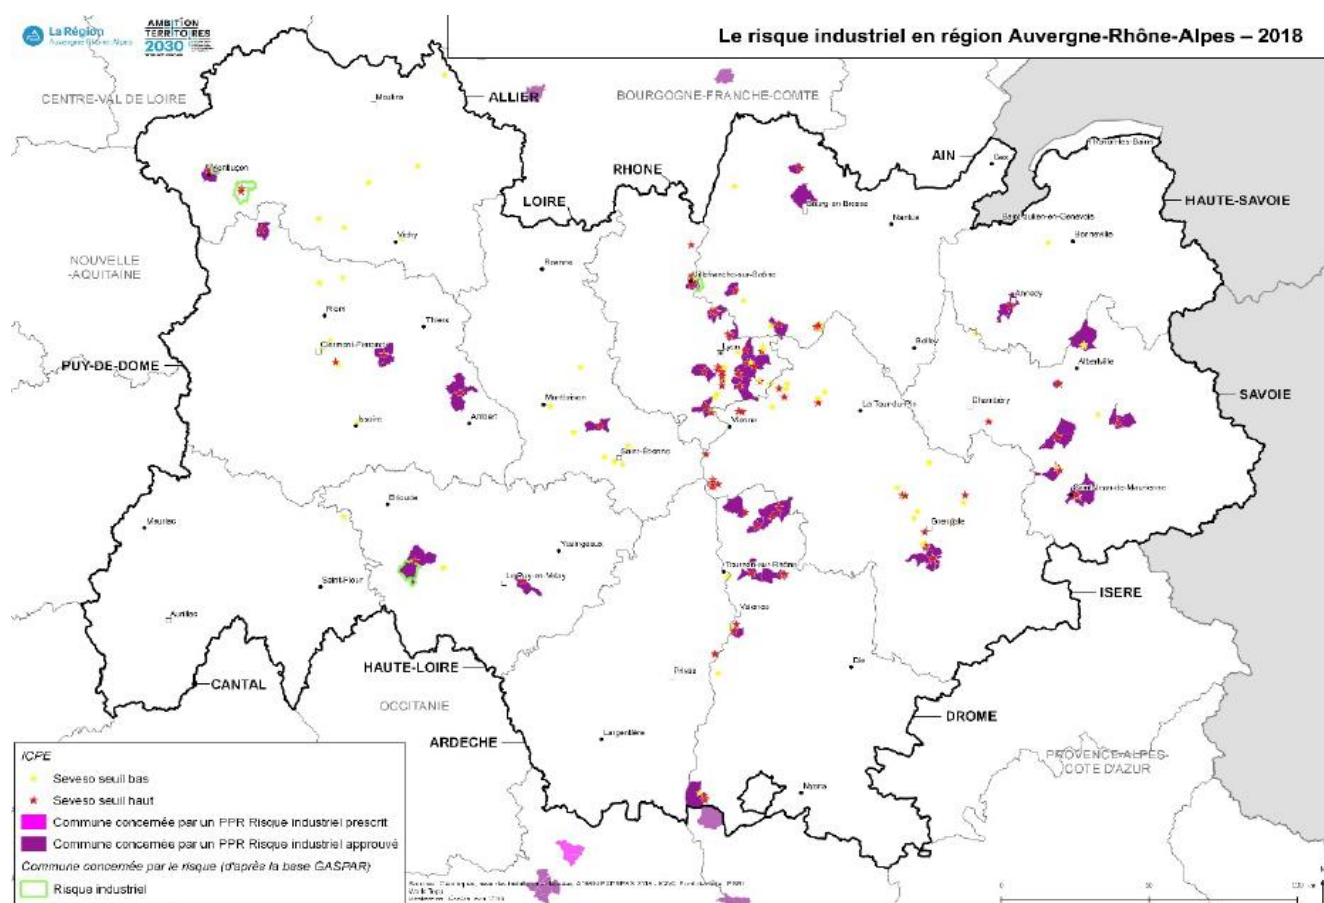 La Région
Auvergne-Rhône-Alpes
AMBITION
TERRITOIRES
2030
Le risque industriel en région Auvergne-Rhône-Alpes – 2018
CENTRE-VAL DE LOIRE
Moulins
ALLIER
BOURGOGNE-FRANCHE-COMTE
Montluçon
RHONE
AIN
Gex
Thonon-les-Bains
LOIRE
Bourg-en-Bresse
Nantua
Saint-Julien-en-Genevois
Bonneville
HAUTE-SAVOIE
Vichy
NOUVELLE
-AQUITAINE
Roanne
Villefranche-sur-Saône
Annecy
Riom
Thiers
Clermont-Ferrand
Lyon
Belley
Albertville
PUY-DE-DOME
Montbrison
Ambert
Issoire
Vienne
La Tour-du-Pin
Chambéry
SAVOIE
Saint-Étienne
Saint-Jean-de-Maurienne
Brioude
Mauriac
Grenoble
Yssingeaux
Saint-Flour
Le Puy-en-Velay
Tournon-sur-Rhône
ISERE
Aurillac
Valence
HAUTE-LOIRE
Privas
Die
CANTAL
OCCITANIE
DROME
ARDECHE
Largentière
PROVENCE-ALPES-
COTE D'AZUR
Nyons
ICPE
Seveso seuil bas
Seveso seuil haut
Commune concernée par un PPR Risque industriel prescrit
Commune concernée par un PPR Risque industriel approuvé
Commune concernée par le risque (d'après la base GASPAR)
Risque industriel
0
50
100